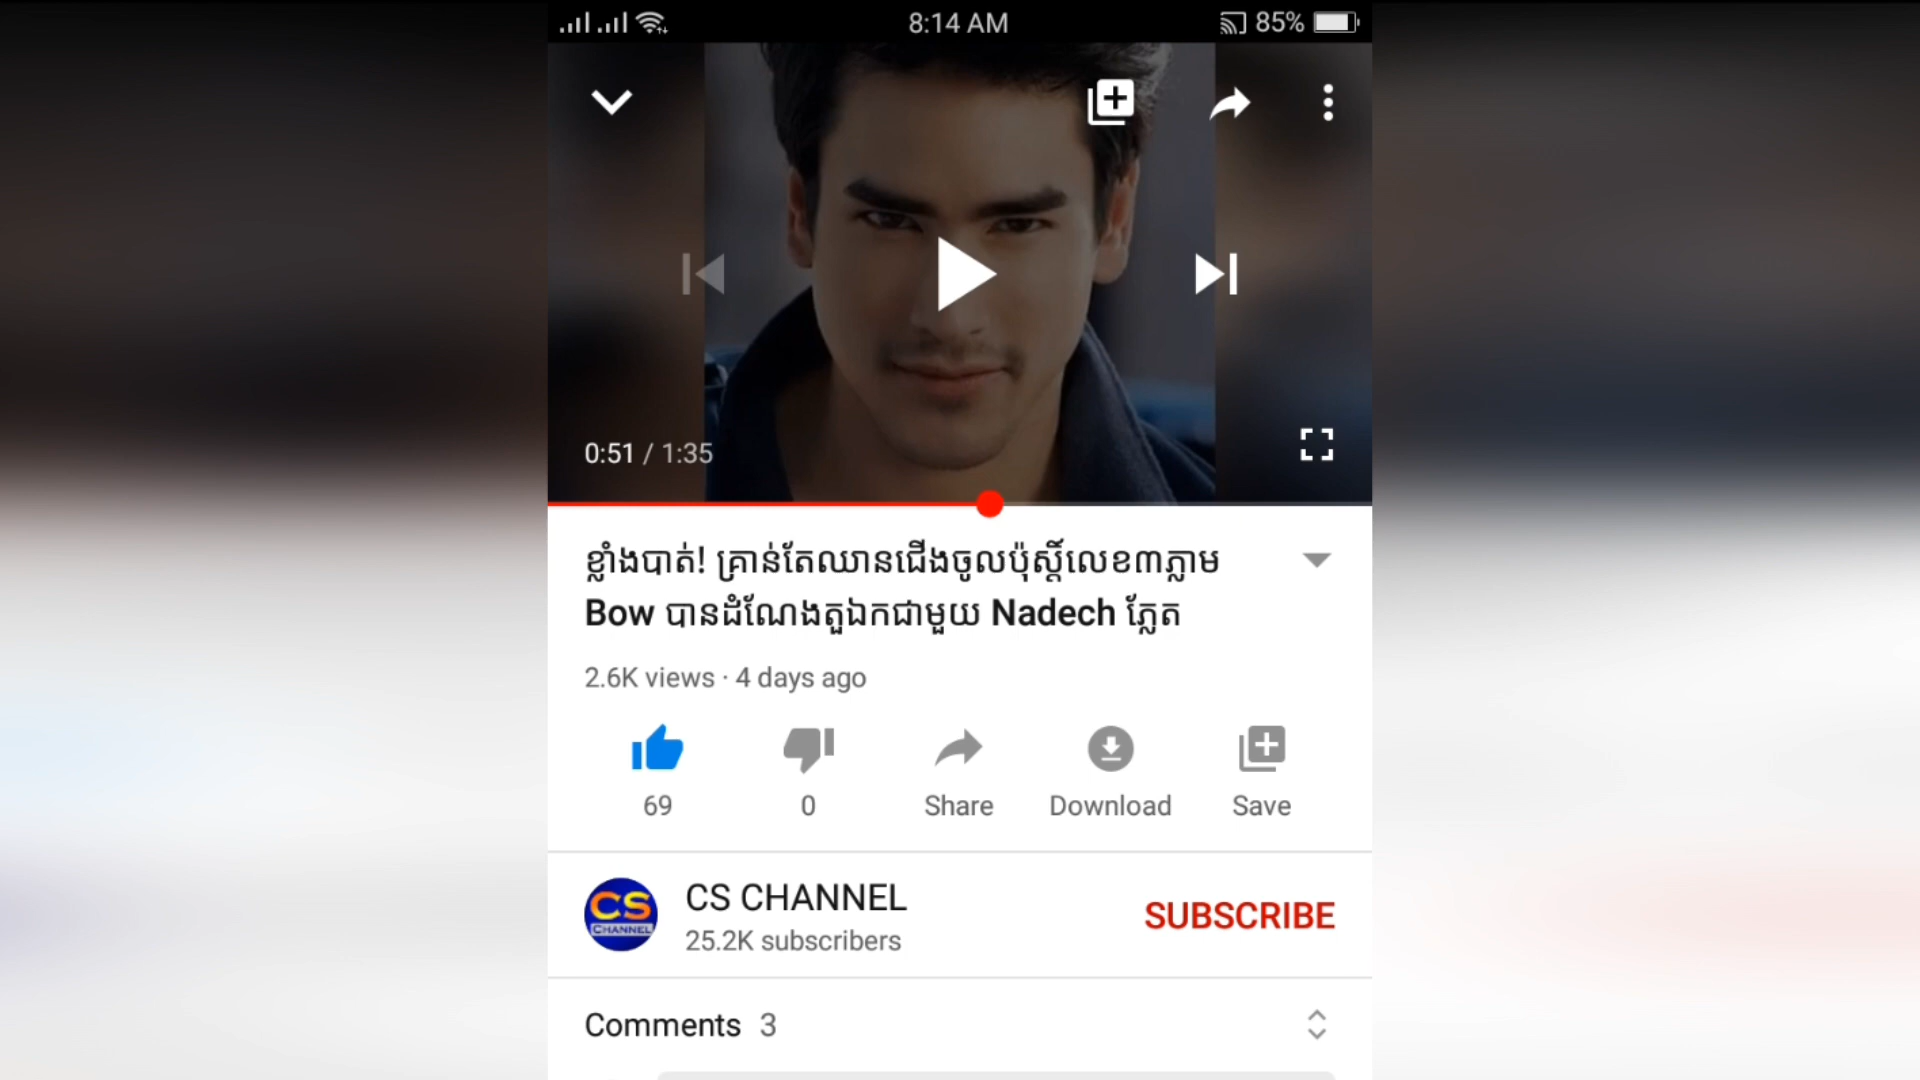 8:14 AM
85%
0:51 / 1:35
ខ្លាំងបាត់! គ្រាន់តែឈានជើងចូលប៉ុស្តិ៍លេខ៣ភ្លាម
Bow បានដំណែងតួឯកជាមួយ Nadech ភ្លែត
2.6K views · 4 days ago
69
0
Share
Download
Save
CS CHANNEL
CS CHANNEL
SUBSCRIBE
25.2K subscribers
Comments 3